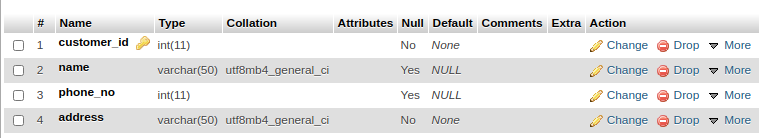 # Name Type Collation Attributes Null Default Comments Extra Action
1 customer_id int(11) No None Change Drop More
2 name varchar(50) utf8mb4_general_ci Yes NULL Change Drop More
3 phone_no int(11) Yes NULL Change Drop More
4 address varchar(50) utf8mb4_general_ci No None Change Drop More